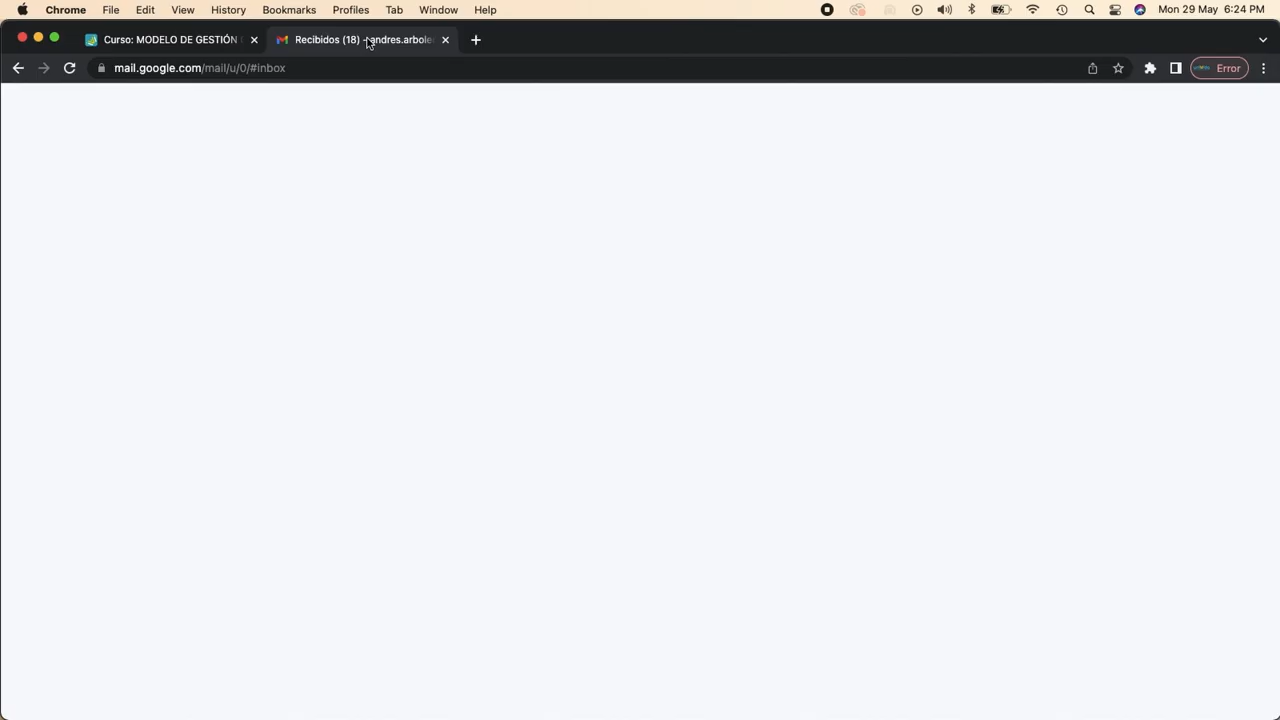 Chrome File Edit View History Bookmarks Profiles Tab Window Help Mon 29 May 6:24 PM
Curso: MODELO DE GESTIÓN Recibidos (18) - andres.arbole
mail.google.com/mail/u/0/#inbox Error